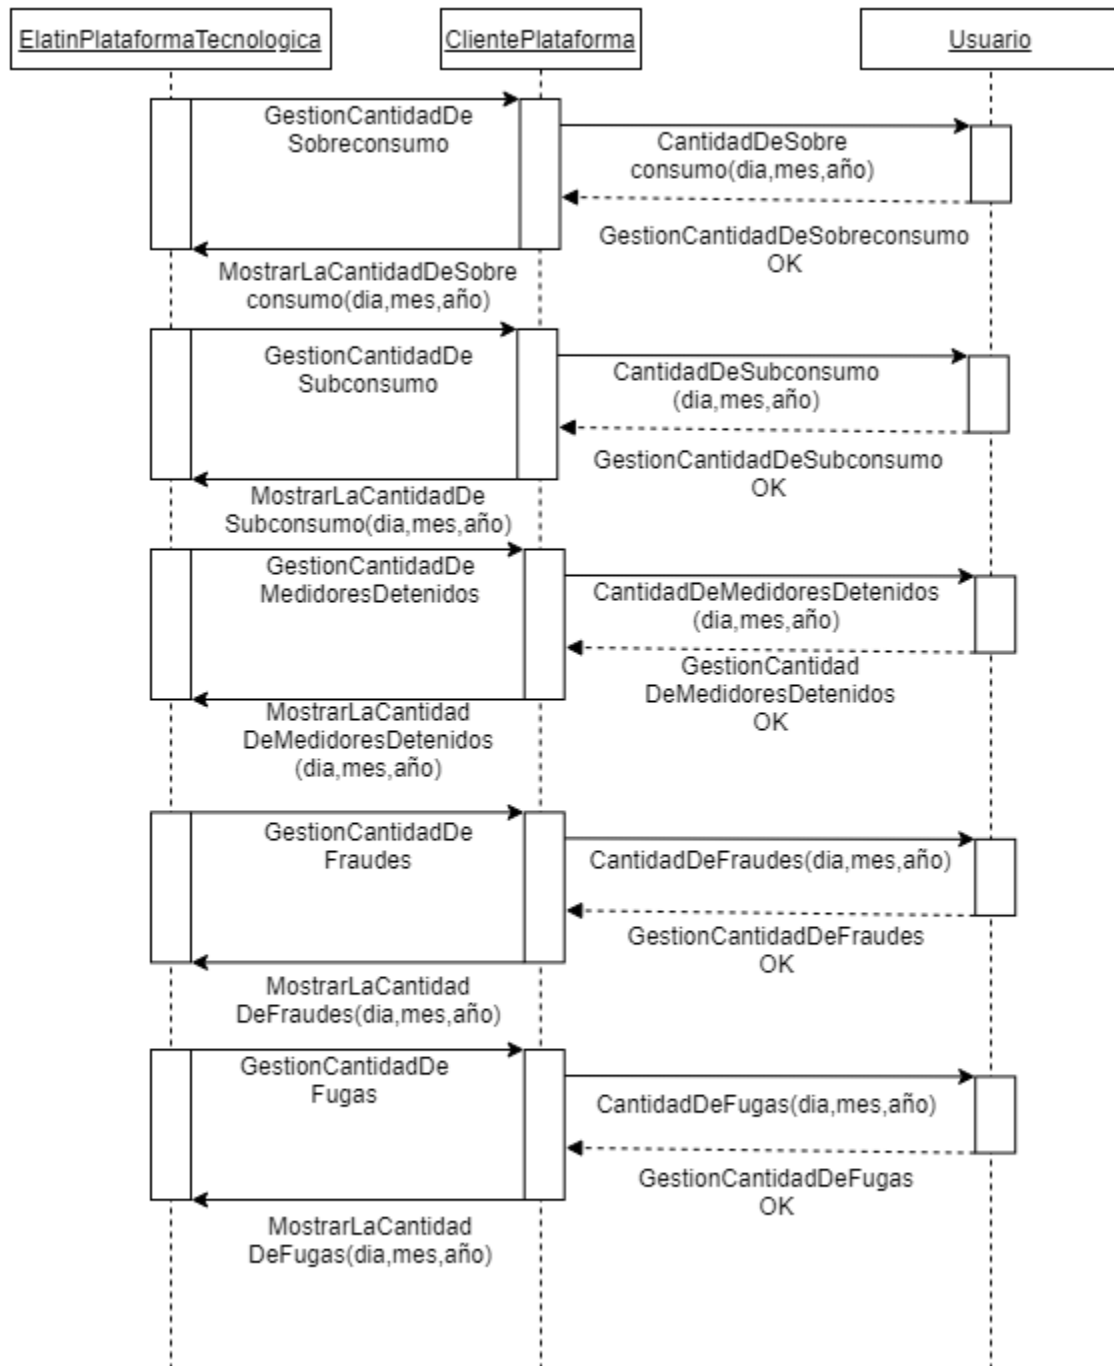 ElatinPlataformaTecnologica
ClientePlataforma
Usuario
GestionCantidadDe
Sobreconsumo
CantidadDeSobre
consumo(dia,mes,año)
GestionCantidadDeSobreconsumo
OK
MostrarLaCantidadDeSobre
consumo(dia,mes,año)
GestionCantidadDe
Subconsumo
CantidadDeSubconsumo
(dia,mes,año)
GestionCantidadDeSubconsumo
OK
MostrarLaCantidadDe
Subconsumo(dia,mes,año)
GestionCantidadDe
MedidoresDetenidos
CantidadDeMedidoresDetenidos
(dia,mes,año)
GestionCantidad
DeMedidoresDetenidos
OK
MostrarLaCantidad
DeMedidoresDetenidos
(dia,mes,año)
GestionCantidadDe
Fraudes
CantidadDeFraudes(dia,mes,año)
GestionCantidadDeFraudes
OK
MostrarLaCantidad
DeFraudes(dia,mes,año)
GestionCantidadDe
Fugas
CantidadDeFugas(dia,mes,año)
GestionCantidadDeFugas
OK
MostrarLaCantidad
DeFugas(dia,mes,año)